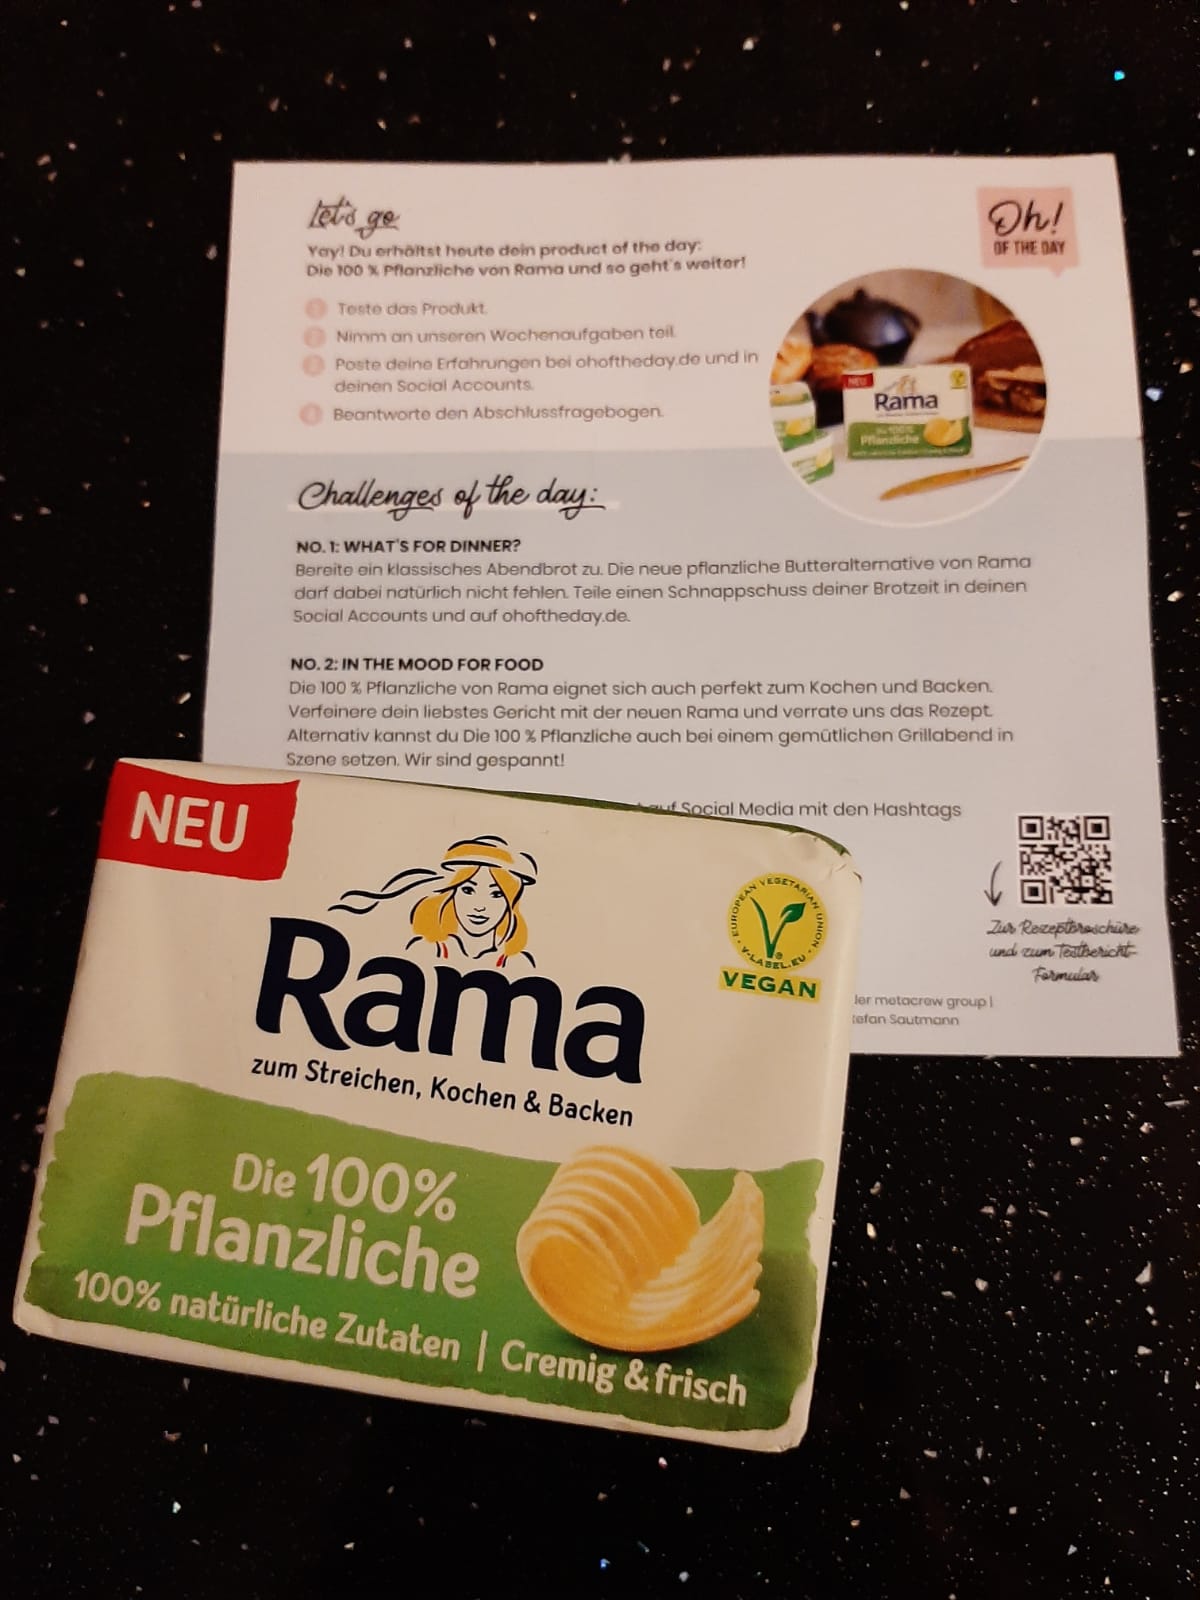 Let's go
Yay! Du erhältst heute dein product of the day:
Die 100 % Pflanzliche von Rama und so geht's weiter!
1 Teste das Produkt.
2 Nimm an unseren Wochenaufgaben teil.
3 Poste deine Erfahrungen bei ohoftheday.de und in
deinen Social Accounts.
4 Beantworte den Abschlussfragebogen.
Oh!
OF THE DAY
NEU
Rama
Die 100%
Pflanzliche
Challenges of the day:
NO. 1: WHAT'S FOR DINNER?
Bereite ein klassisches Abendbrot zu. Die neue pflanzliche Butteralternative von Rama
darf dabei natürlich nicht fehlen. Teile einen Schnappschuss deiner Brotzeit in deinen
Social Accounts und auf ohoftheday.de.
NO. 2: IN THE MOOD FOR FOOD
Die 100 % Pflanzliche von Rama eignet sich auch perfekt zum Kochen und Backen.
Verfeinere dein liebstes Gericht mit der neuen Rama und verrate uns das Rezept.
Alternativ kannst du Die 100 % Pflanzliche auch bei einem gemütlichen Grillabend in
Szene setzen. Wir sind gespannt!
auf Social Media mit den Hashtags
Zur Rezeptbroschüre
und zum Testbericht-
Formular
der metacrew group |
Stefan Sautmann
NEU
Rama
zum Streichen, Kochen & Backen
EUROPEAN VEGETARIAN UNION
V-LABEL.EU
VEGAN
Die 100%
Pflanzliche
100% natürliche Zutaten | Cremig & frisch